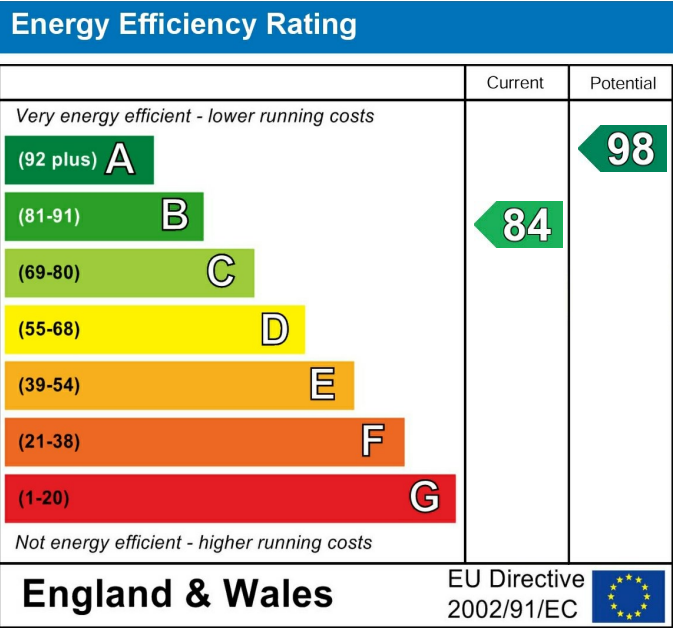 Energy Efficiency Rating
Current
Potential
Very energy efficient - lower running costs
(92 plus) A
98
(81-91) B
84
(69-80) C
(55-68) D
(39-54) E
(21-38) F
(1-20) G
Not energy efficient - higher running costs
England & Wales
EU Directive
2002/91/EC